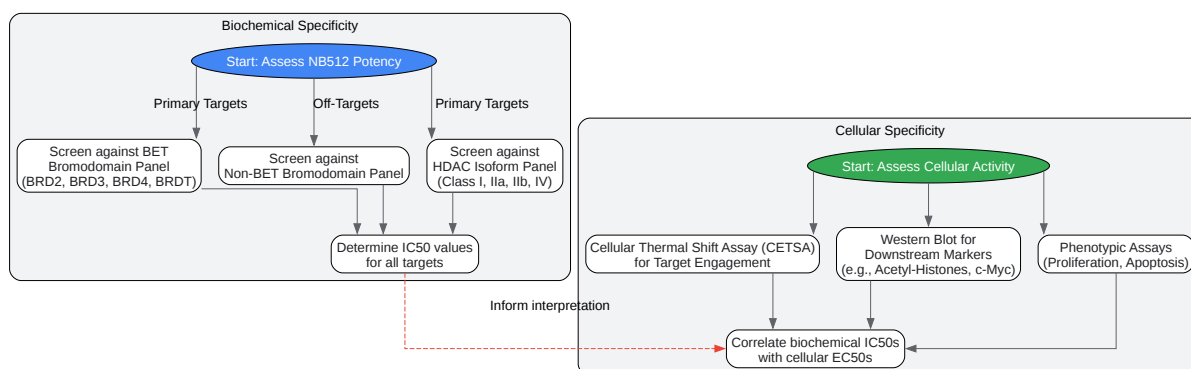 Biochemical Specificity
Start: Assess NB512 Potency
Primary Targets
Off-Targets
Primary Targets
Screen against BET
Bromodomain Panel
(BRD2, BRD3, BRD4, BRDT)
Screen against
Non-BET Bromodomain Panel
Screen against
HDAC Isoform Panel
(Class I, IIa, IIb, IV)
Determine IC50 values
for all targets
Inform interpretation
Cellular Specificity
Start: Assess Cellular Activity
Cellular Thermal Shift Assay (CETSA)
for Target Engagement
Western Blot for
Downstream Markers
(e.g., Acetyl-Histones, c-Myc)
Phenotypic Assays
(Proliferation, Apoptosis)
Correlate biochemical IC50s
with cellular EC50s